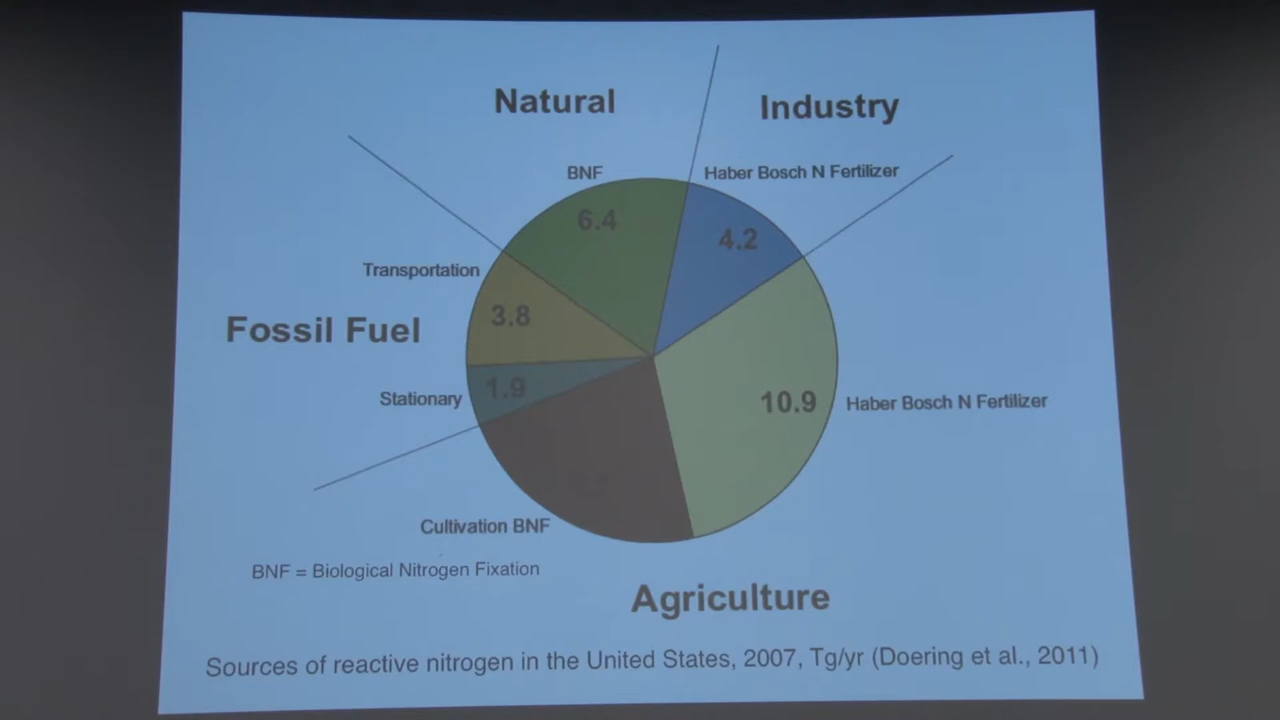 Natural
Industry
BNF
Haber Bosch N Fertilizer
6.4
4.2
Transportation
3.8
Fossil Fuel
1.9
Stationary
10.9
Haber Bosch N Fertilizer
Cultivation BNF
BNF = Biological Nitrogen Fixation
Agriculture
Sources of reactive nitrogen in the United States, 2007, Tg/yr (Doering et al., 2011)